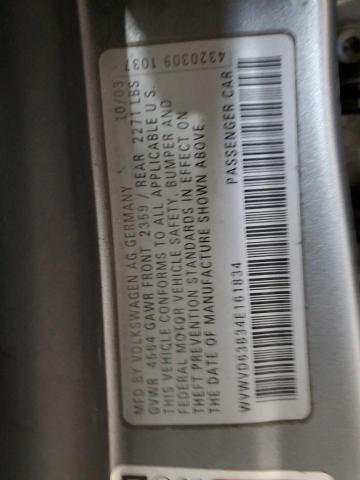 4320309 1037
MFD BY VOLKSWAGEN AG GERMANY 10/03
GVWR 4564 GAWR FRONT 2359 / REAR 2271 LBS
THIS VEHICLE CONFORMS TO ALL APPLICABLE U S
FEDERAL MOTOR VEHICLE SAFETY, BUMPER AND
THEFT PREVENTION STANDARDS IN EFFECT ON
THE DATE OF MANUFACTURE SHOWN ABOVE.
PASSENGER CAR
WVWVD63B34E161834